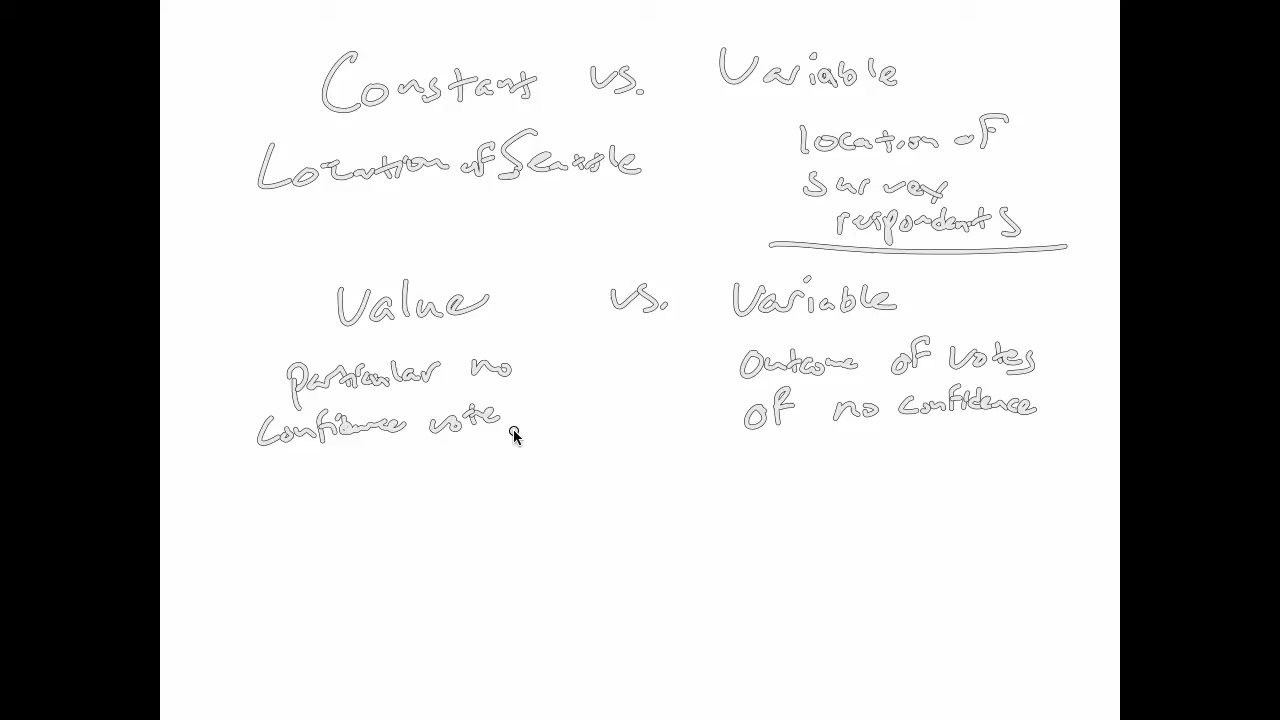 Constant vs. Variable
Location of Seattle
location of
survey
respondents
Value vs. Variable
particular no
confidence vote
Outcome of votes
of no confidence